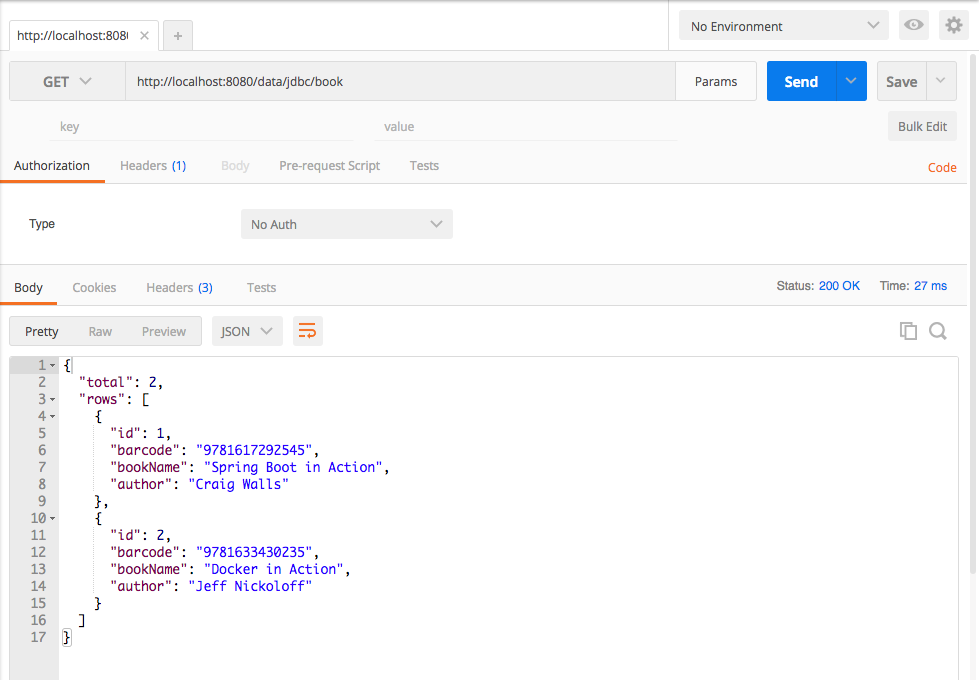 http://localhost:808
No Environment
GET http://localhost:8080/data/jdbc/book Params Send Save
key value Bulk Edit
Authorization Headers (1) Body Pre-request Script Tests Code
Type No Auth
Body Cookies Headers (3) Tests Status: 200 OK Time: 27 ms
Pretty Raw Preview JSON
1 {
2 "total": 2,
3 "rows": [
4 {
5 "id": 1,
6 "barcode": "9781617292545",
7 "bookName": "Spring Boot in Action",
8 "author": "Craig Walls"
9 },
10 {
11 "id": 2,
12 "barcode": "9781633430235",
13 "bookName": "Docker in Action",
14 "author": "Jeff Nickoloff"
15 }
16 ]
17 }